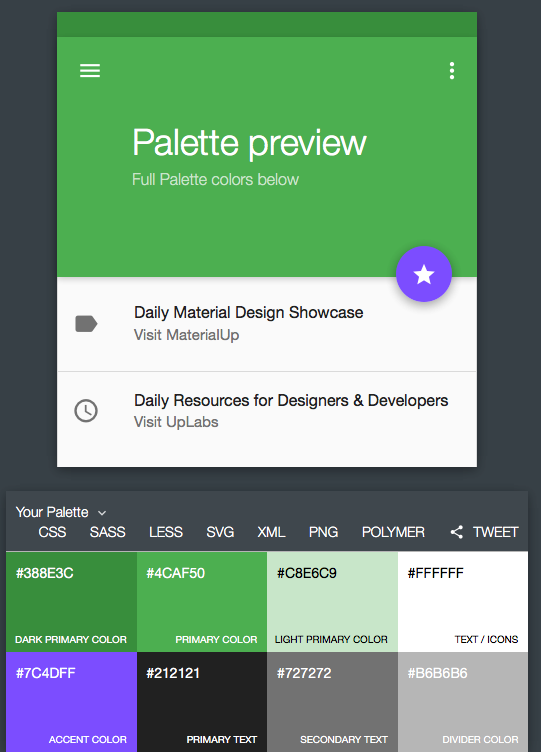 Palette preview
Full Palette colors below
Daily Material Design Showcase
Visit MaterialUp
Daily Resources for Designers & Developers
Visit UpLabs
Your Palette
CSS SASS LESS SVG XML PNG POLYMER TWEET
#388E3C #4CAF50 #C8E6C9 #FFFFFF
DARK PRIMARY COLOR PRIMARY COLOR LIGHT PRIMARY COLOR TEXT / ICONS
#7C4DFF #212121 #727272 #B6B6B6
ACCENT COLOR PRIMARY TEXT SECONDARY TEXT DIVIDER COLOR